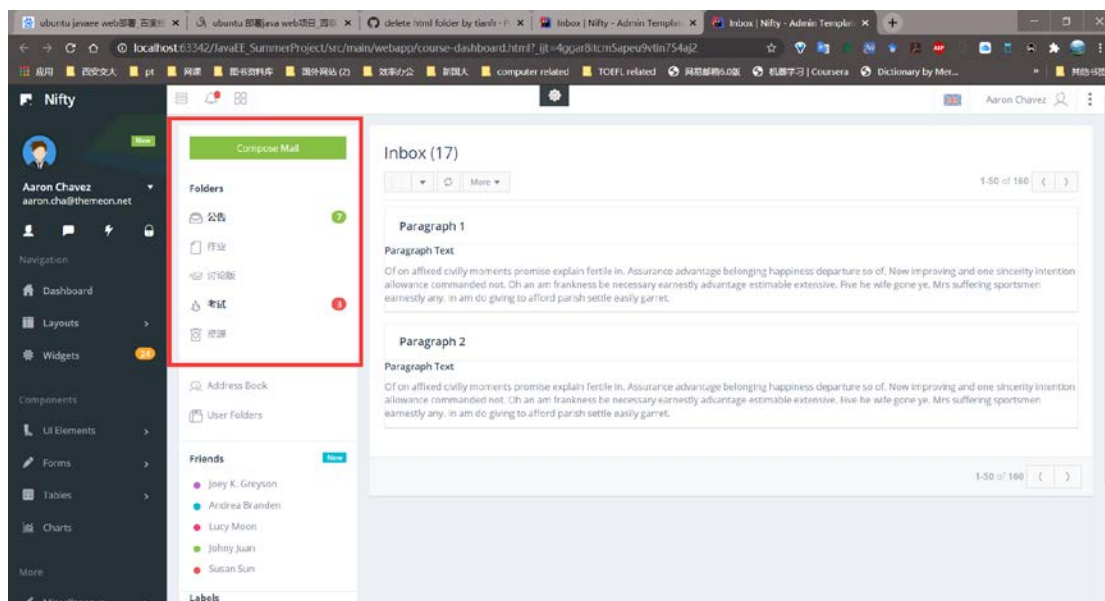 ubuntu javaee web部署_百度
ubuntu 部署java web项目_百
delete html folder by tianfr · P
Inbox | Nifty - Admin Templat
Inbox | Nifty - Admin Templat
localhost:63342/JavaEE_SummerProject/src/main/webapp/course-dashboard.html?_ijt=4ggar8itcm5apeu9vtin754aj2
应用
西安交大
pt
网课
图书资料库
国外网站 (2)
效率办公
新国人
computer related
TOEFL related
网易邮箱6.0版
机器学习 | Coursera
Dictionary by Mer...
»
Nifty
Aaron Chavez
New
Aaron Chavez
aaron.cha@themeon.net
Navigation
Dashboard
Layouts
Widgets 24
Components
UI Elements
Forms
Tables
Charts
More
Compose Mail
Folders
公告 7
作业
讨论版
考试 3
资源
Address Book
User Folders
Friends New
Joey K. Greyson
Andrea Branden
Lucy Moon
Johny Juan
Susan Sun
Labels
Inbox (17)
More
1-50 of 160
Paragraph 1
Paragraph Text
Of on affixed civilly moments promise explain fertile in. Assurance advantage belonging happiness departure so of. Now improving and one sincerity intention
allowance commanded not. Oh an am frankness be necessary earnestly advantage estimable extensive. Five he wife gone ye. Mrs suffering sportsmen
earnestly any. In am do giving to afford parish settle easily garret.
Paragraph 2
Paragraph Text
Of on affixed civilly moments promise explain fertile in. Assurance advantage belonging happiness departure so of. Now improving and one sincerity intention
allowance commanded not. Oh an am frankness be necessary earnestly advantage estimable extensive. Five he wife gone ye. Mrs suffering sportsmen
earnestly any. In am do giving to afford parish settle easily garret.
1-50 of 160